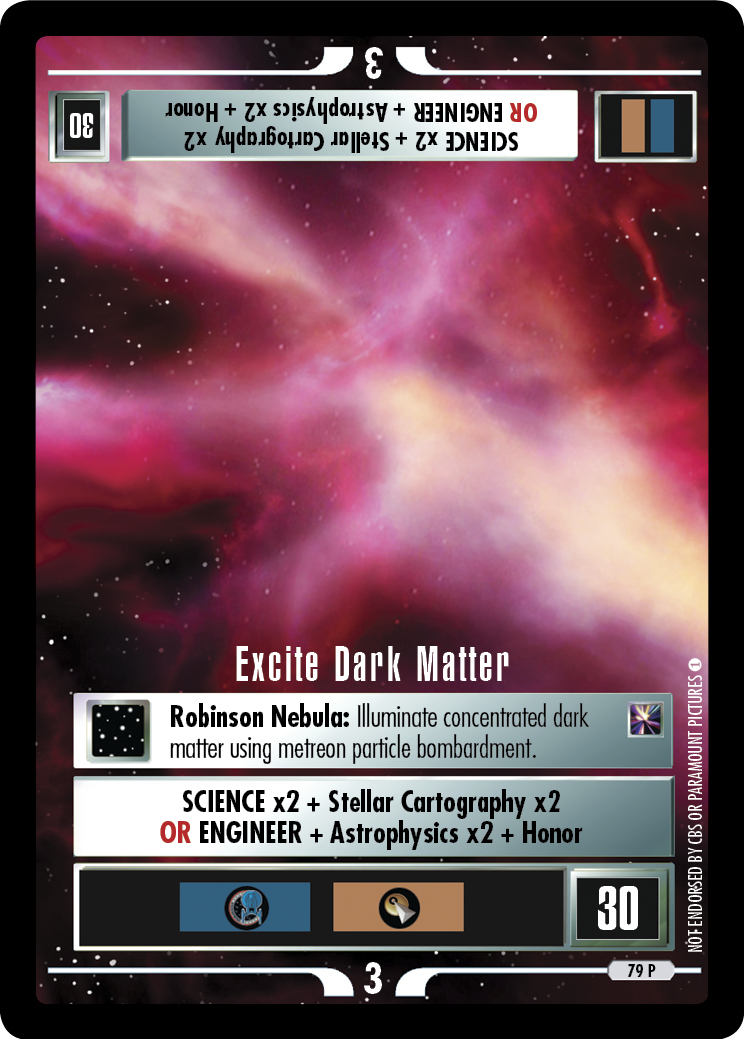 3
30
SCIENCE x2 + Stellar Cartography x2
OR ENGINEER + Astrophysics x2 + Honor
Excite Dark Matter
Robinson Nebula: Illuminate concentrated dark
matter using metreon particle bombardment.
SCIENCE x2 + Stellar Cartography x2
OR ENGINEER + Astrophysics x2 + Honor
30
3
79 P
NOT ENDORSED BY CBS OR PARAMOUNT PICTURES 1